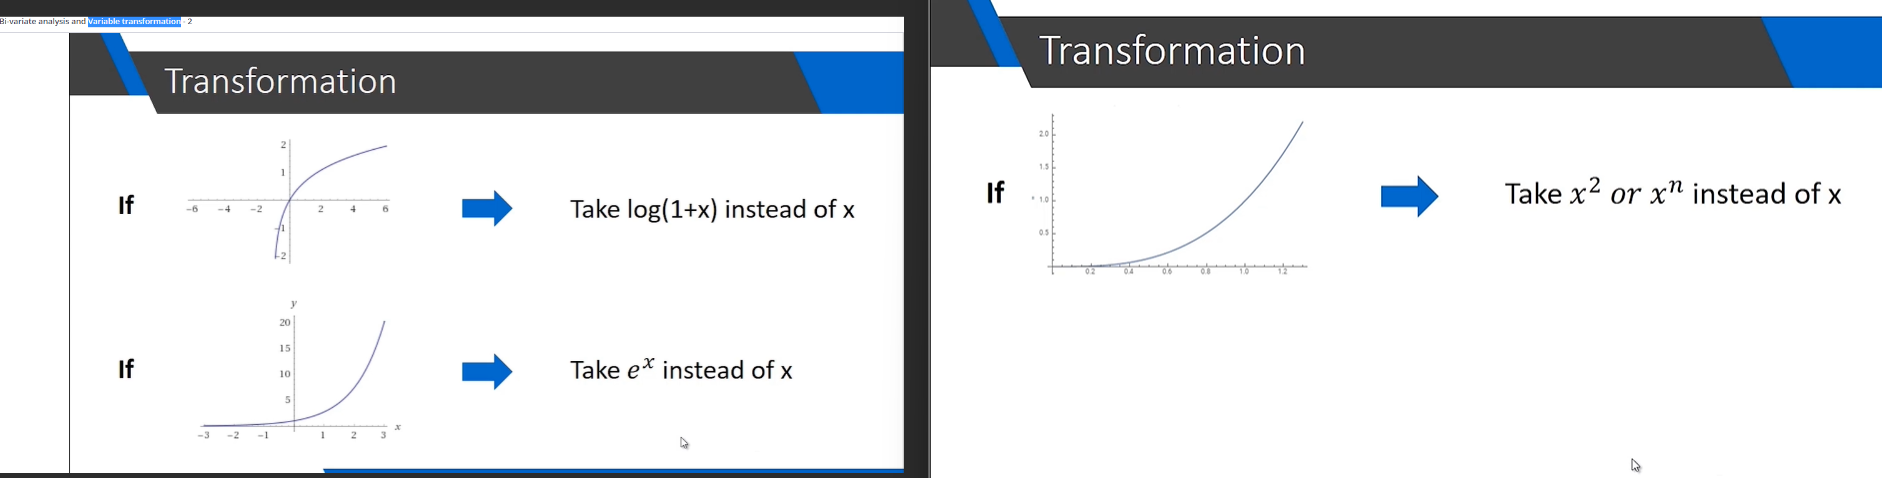 Bi-variate analysis and Variable transformation - 2
Transformation
If
2
1
-6 -4 -2 2 4 6
-1
-2
Take log(1+x) instead of x
If
y
20
15
10
5
-3 -2 -1 1 2 3 x
Take e^x instead of x
Transformation
If
2.0
1.5
1.0
0.5
0.2 0.4 0.6 0.8 1.0 1.2
Take x² or xⁿ instead of x